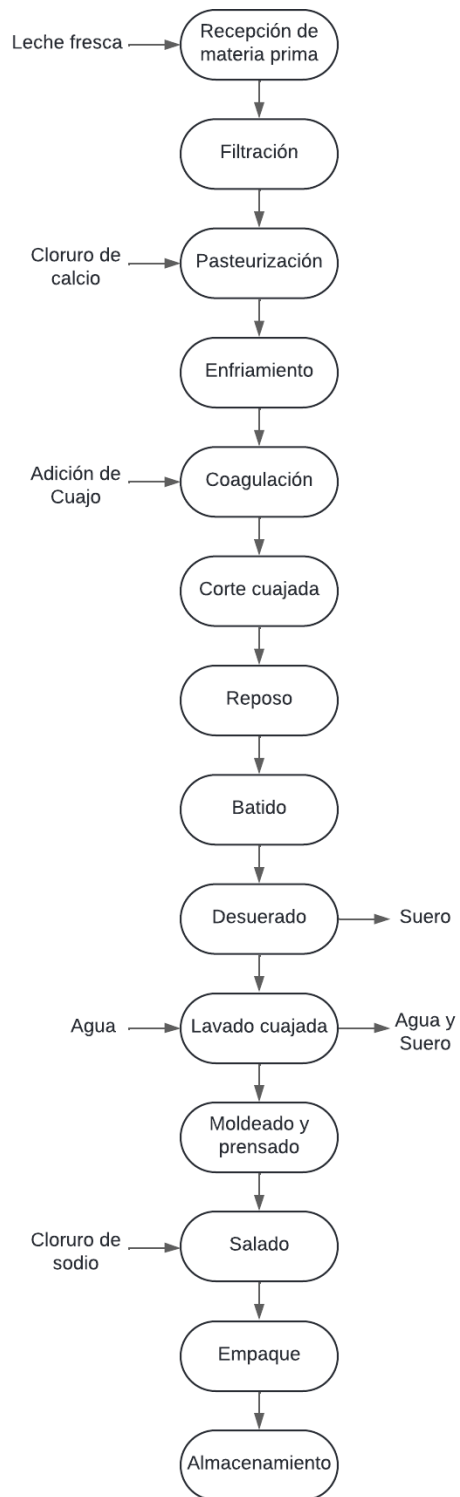 Leche fresca
Recepción de
materia prima
Filtración
Cloruro de
calcio
Pasteurización
Enfriamiento
Adición de
Cuajo
Coagulación
Corte cuajada
Reposo
Batido
Desuerado
Suero
Agua
Lavado cuajada
Agua y
Suero
Moldeado y
prensado
Cloruro de
sodio
Salado
Empaque
Almacenamiento